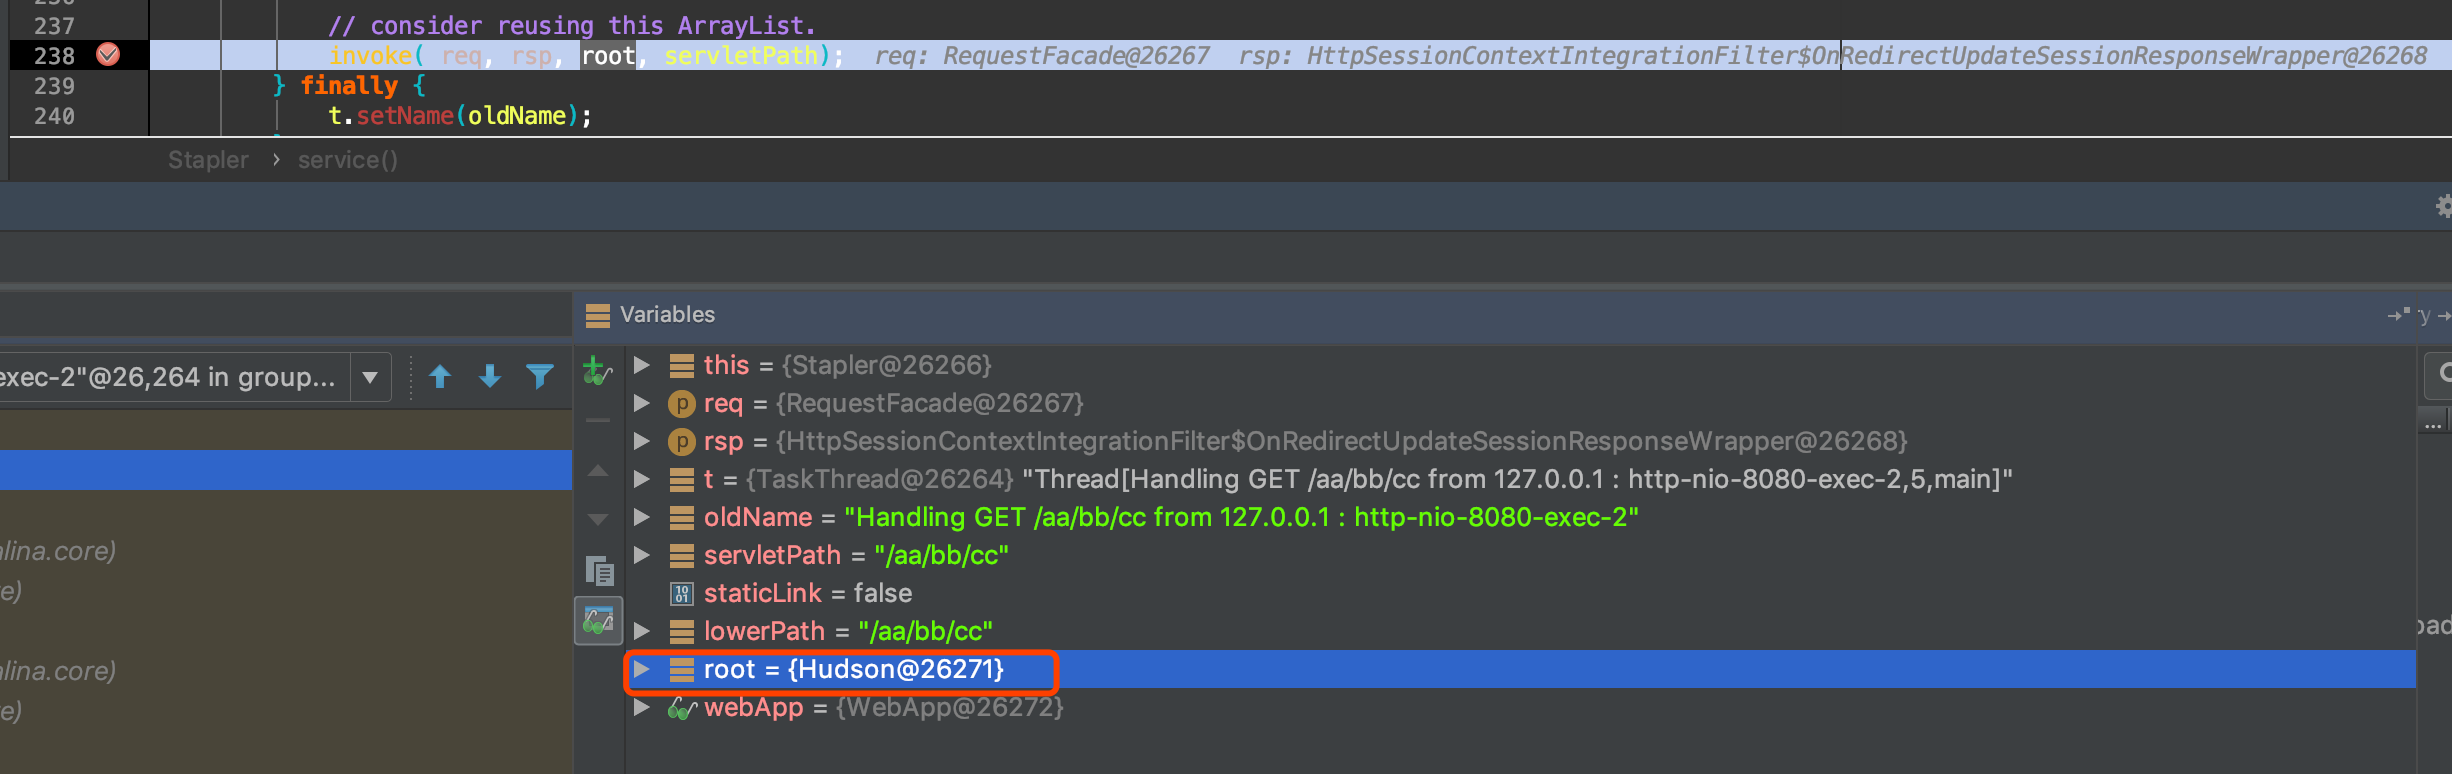 237 // consider reusing this ArrayList.
238 invoke( req, rsp, root, servletPath); req: RequestFacade@26267 rsp: HttpSessionContextIntegrationFilter$OnRedirectUpdateSessionResponseWrapper@26268
239 } finally {
240 t.setName(oldName);
Stapler › service()
Variables
exec-2"@26,264 in group...
this = {Stapler@26266}
req = {RequestFacade@26267}
rsp = {HttpSessionContextIntegrationFilter$OnRedirectUpdateSessionResponseWrapper@26268}
t = {TaskThread@26264} "Thread[Handling GET /aa/bb/cc from 127.0.0.1 : http-nio-8080-exec-2,5,main]"
oldName = "Handling GET /aa/bb/cc from 127.0.0.1 : http-nio-8080-exec-2"
servletPath = "/aa/bb/cc"
staticLink = false
lowerPath = "/aa/bb/cc"
root = {Hudson@26271}
webApp = {WebApp@26272}
alina.core)
e)
alina.core)
e)